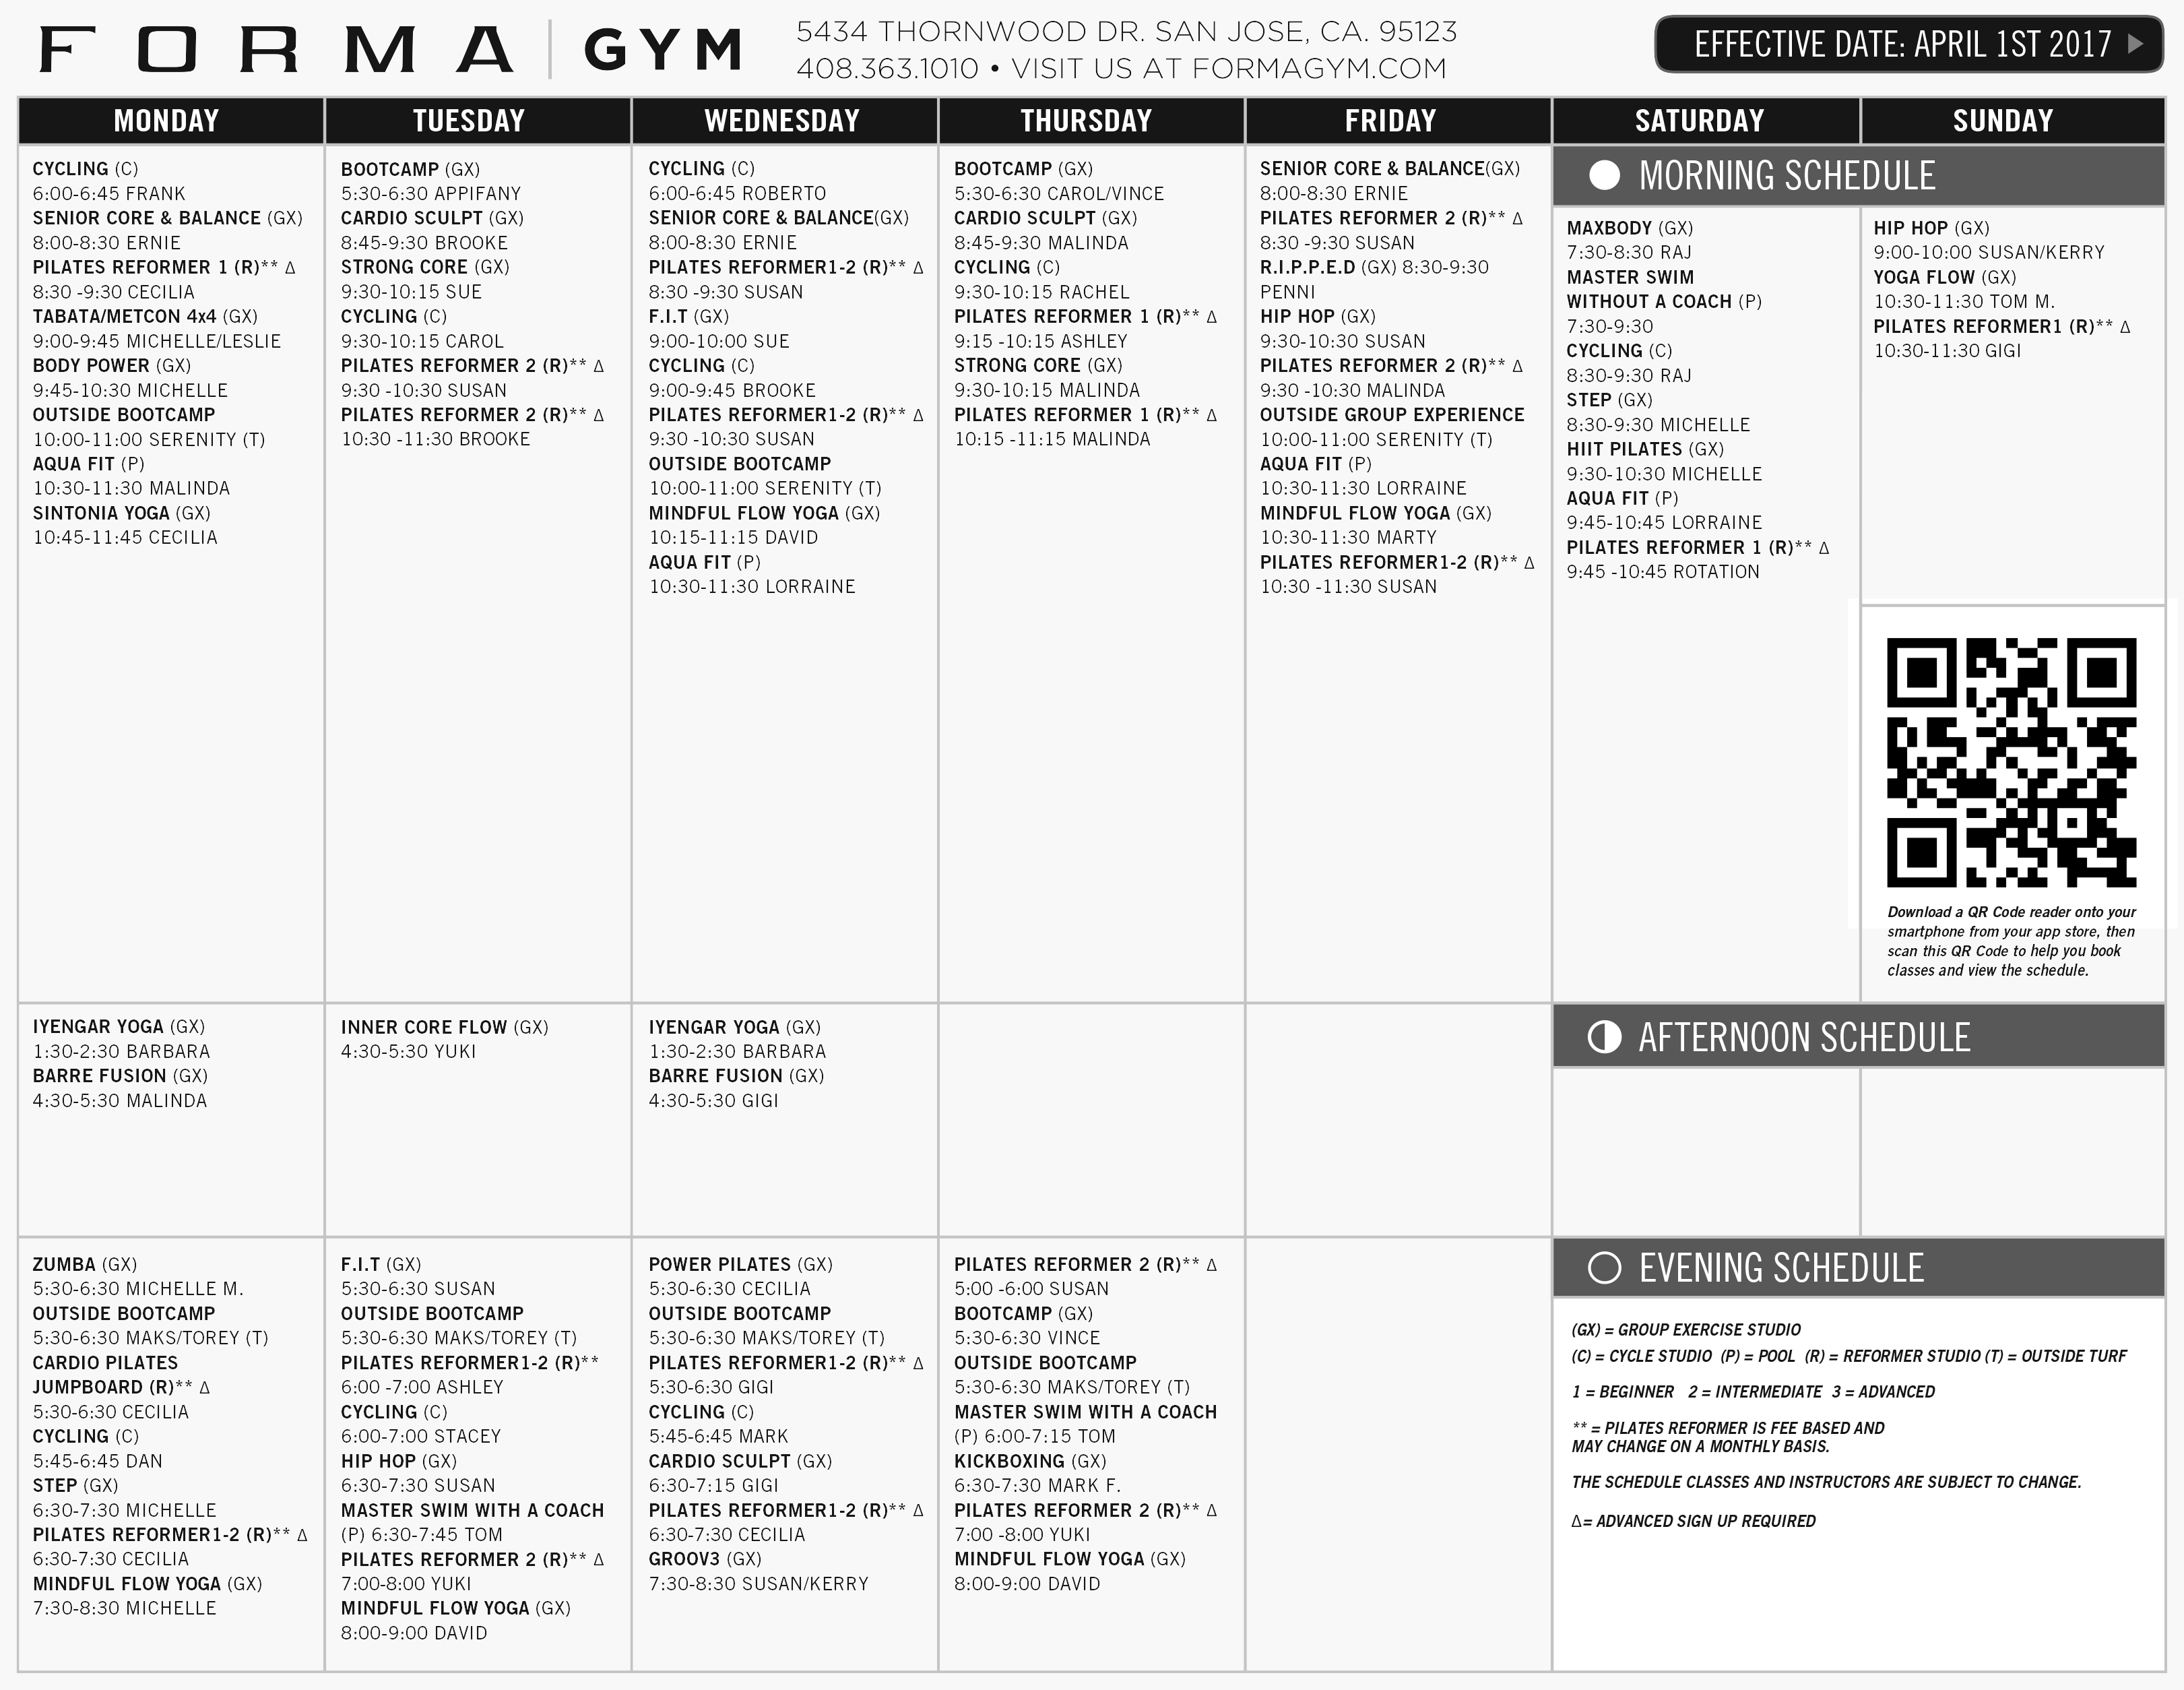 FORMA | GYM
5434 THORNWOOD DR. SAN JOSE, CA. 95123
408.363.1010 • VISIT US AT FORMAGYM.COM
EFFECTIVE DATE: APRIL 1ST 2017
MONDAY
TUESDAY
WEDNESDAY
THURSDAY
FRIDAY
SATURDAY
SUNDAY
CYCLING (C)
6:00-6:45 FRANK
SENIOR CORE & BALANCE (GX)
8:00-8:30 ERNIE
PILATES REFORMER 1 (R)** Δ
8:30 -9:30 CECILIA
TABATA/METCON 4x4 (GX)
9:00-9:45 MICHELLE/LESLIE
BODY POWER (GX)
9:45-10:30 MICHELLE
OUTSIDE BOOTCAMP
10:00-11:00 SERENITY (T)
AQUA FIT (P)
10:30-11:30 MALINDA
SINTONIA YOGA (GX)
10:45-11:45 CECILIA
BOOTCAMP (GX)
5:30-6:30 APPIFANY
CARDIO SCULPT (GX)
8:45-9:30 BROOKE
STRONG CORE (GX)
9:30-10:15 SUE
CYCLING (C)
9:30-10:15 CAROL
PILATES REFORMER 2 (R)** Δ
9:30 -10:30 SUSAN
PILATES REFORMER 2 (R)** Δ
10:30 -11:30 BROOKE
CYCLING (C)
6:00-6:45 ROBERTO
SENIOR CORE & BALANCE(GX)
8:00-8:30 ERNIE
PILATES REFORMER1-2 (R)** Δ
8:30 -9:30 SUSAN
F.I.T (GX)
9:00-10:00 SUE
CYCLING (C)
9:00-9:45 BROOKE
PILATES REFORMER1-2 (R)** Δ
9:30 -10:30 SUSAN
OUTSIDE BOOTCAMP
10:00-11:00 SERENITY (T)
MINDFUL FLOW YOGA (GX)
10:15-11:15 DAVID
AQUA FIT (P)
10:30-11:30 LORRAINE
BOOTCAMP (GX)
5:30-6:30 CAROL/VINCE
CARDIO SCULPT (GX)
8:45-9:30 MALINDA
CYCLING (C)
9:30-10:15 RACHEL
PILATES REFORMER 1 (R)** Δ
9:15 -10:15 ASHLEY
STRONG CORE (GX)
9:30-10:15 MALINDA
PILATES REFORMER 1 (R)** Δ
10:15 -11:15 MALINDA
SENIOR CORE & BALANCE(GX)
8:00-8:30 ERNIE
PILATES REFORMER 2 (R)** Δ
8:30 -9:30 SUSAN
R.I.P.P.E.D (GX) 8:30-9:30
PENNI
HIP HOP (GX)
9:30-10:30 SUSAN
PILATES REFORMER 2 (R)** Δ
9:30 -10:30 MALINDA
OUTSIDE GROUP EXPERIENCE
10:00-11:00 SERENITY (T)
AQUA FIT (P)
10:30-11:30 LORRAINE
MINDFUL FLOW YOGA (GX)
10:30-11:30 MARTY
PILATES REFORMER1-2 (R)** Δ
10:30 -11:30 SUSAN
MORNING SCHEDULE
MAXBODY (GX)
7:30-8:30 RAJ
MASTER SWIM
WITHOUT A COACH (P)
7:30-9:30
CYCLING (C)
8:30-9:30 RAJ
STEP (GX)
8:30-9:30 MICHELLE
HIIT PILATES (GX)
9:30-10:30 MICHELLE
AQUA FIT (P)
9:45-10:45 LORRAINE
PILATES REFORMER 1 (R)** Δ
9:45 -10:45 ROTATION
HIP HOP (GX)
9:00-10:00 SUSAN/KERRY
YOGA FLOW (GX)
10:30-11:30 TOM M.
PILATES REFORMER1 (R)** Δ
10:30-11:30 GIGI
Download a QR Code reader onto your
smartphone from your app store, then
scan this QR Code to help you book
classes and view the schedule.
IYENGAR YOGA (GX)
1:30-2:30 BARBARA
BARRE FUSION (GX)
4:30-5:30 MALINDA
INNER CORE FLOW (GX)
4:30-5:30 YUKI
IYENGAR YOGA (GX)
1:30-2:30 BARBARA
BARRE FUSION (GX)
4:30-5:30 GIGI
AFTERNOON SCHEDULE
ZUMBA (GX)
5:30-6:30 MICHELLE M.
OUTSIDE BOOTCAMP
5:30-6:30 MAKS/TOREY (T)
CARDIO PILATES
JUMPBOARD (R)** Δ
5:30-6:30 CECILIA
CYCLING (C)
5:45-6:45 DAN
STEP (GX)
6:30-7:30 MICHELLE
PILATES REFORMER1-2 (R)** Δ
6:30-7:30 CECILIA
MINDFUL FLOW YOGA (GX)
7:30-8:30 MICHELLE
F.I.T (GX)
5:30-6:30 SUSAN
OUTSIDE BOOTCAMP
5:30-6:30 MAKS/TOREY (T)
PILATES REFORMER1-2 (R)**
6:00 -7:00 ASHLEY
CYCLING (C)
6:00-7:00 STACEY
HIP HOP (GX)
6:30-7:30 SUSAN
MASTER SWIM WITH A COACH
(P) 6:30-7:45 TOM
PILATES REFORMER 2 (R)** Δ
7:00-8:00 YUKI
MINDFUL FLOW YOGA (GX)
8:00-9:00 DAVID
POWER PILATES (GX)
5:30-6:30 CECILIA
OUTSIDE BOOTCAMP
5:30-6:30 MAKS/TOREY (T)
PILATES REFORMER1-2 (R)** Δ
5:30-6:30 GIGI
CYCLING (C)
5:45-6:45 MARK
CARDIO SCULPT (GX)
6:30-7:15 GIGI
PILATES REFORMER1-2 (R)** Δ
6:30-7:30 CECILIA
GROOV3 (GX)
7:30-8:30 SUSAN/KERRY
PILATES REFORMER 2 (R)** Δ
5:00 -6:00 SUSAN
BOOTCAMP (GX)
5:30-6:30 VINCE
OUTSIDE BOOTCAMP
5:30-6:30 MAKS/TOREY (T)
MASTER SWIM WITH A COACH
(P) 6:00-7:15 TOM
KICKBOXING (GX)
6:30-7:30 MARK F.
PILATES REFORMER 2 (R)** Δ
7:00 -8:00 YUKI
MINDFUL FLOW YOGA (GX)
8:00-9:00 DAVID
EVENING SCHEDULE
(GX) = GROUP EXERCISE STUDIO
(C) = CYCLE STUDIO (P) = POOL (R) = REFORMER STUDIO (T) = OUTSIDE TURF
1 = BEGINNER 2 = INTERMEDIATE 3 = ADVANCED
** = PILATES REFORMER IS FEE BASED AND
MAY CHANGE ON A MONTHLY BASIS.
THE SCHEDULE CLASSES AND INSTRUCTORS ARE SUBJECT TO CHANGE.
Δ= ADVANCED SIGN UP REQUIRED